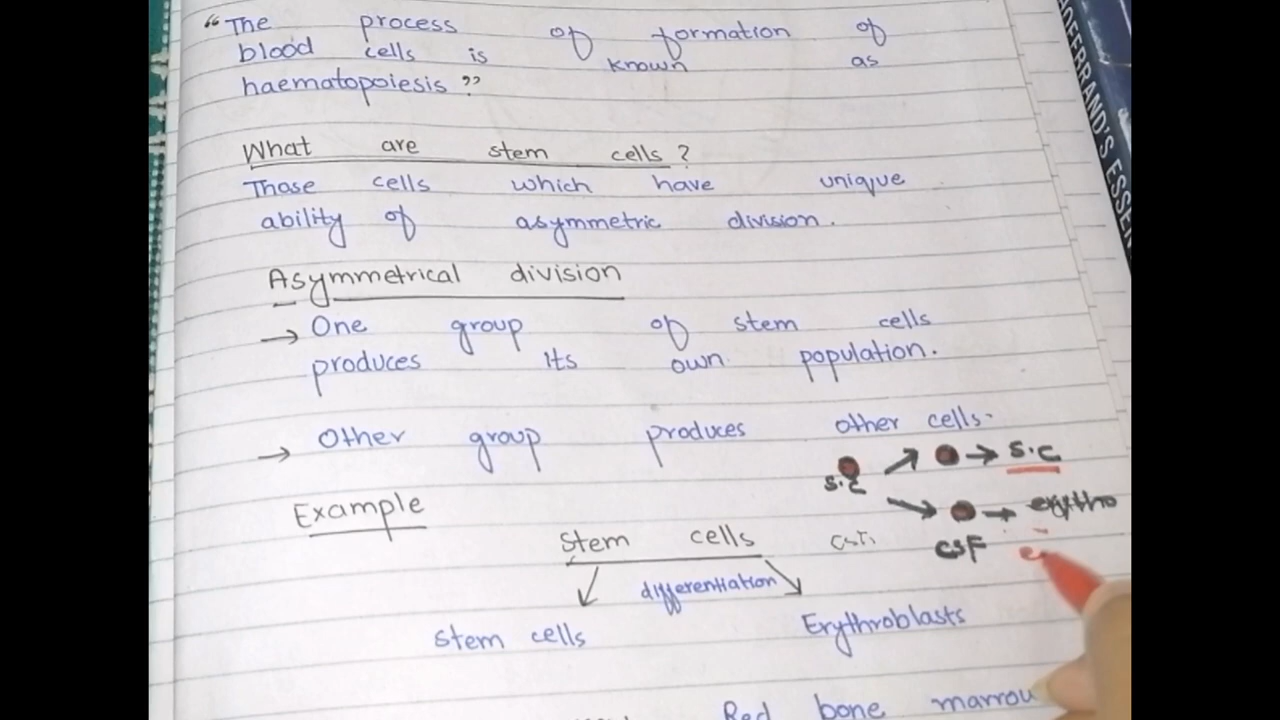 “The process of formation of
blood cells is known as
haematopoiesis”
What are stem cells?
Those cells which have unique
ability of asymmetric division.
Asymmetrical division
→ One group of stem cells
produces its own population.
→ Other group produces other cells.
s.c → s.c
s.c → erythro
CSF
Example
Stem cells
differentiation
Stem cells Erythroblasts
Red bone marrow
HOFFBRAND'S ESSEN